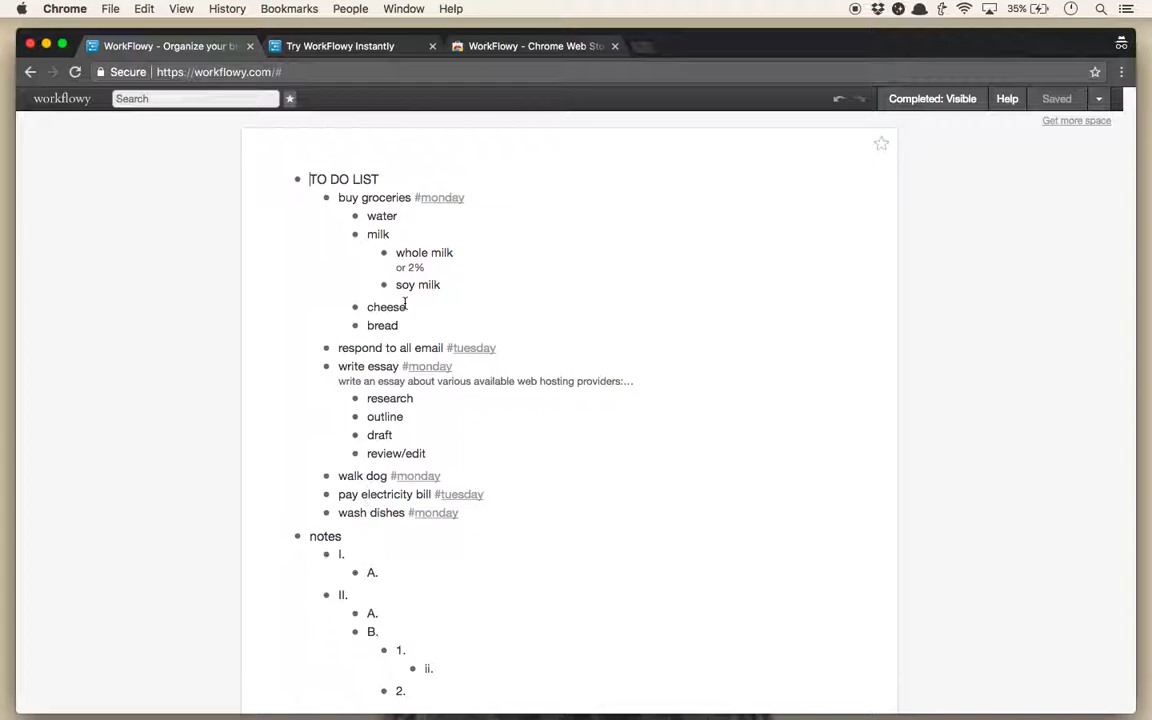 Chrome File Edit View History Bookmarks People Window Help 35%
WorkFlowy - Organize your b Try WorkFlowy Instantly WorkFlowy - Chrome Web Sto
Secure https://workflowy.com/#
workflowy Search Completed: Visible Help Saved
Get more space
TO DO LIST
buy groceries #monday
water
milk
whole milk
or 2%
soy milk
cheese
bread
respond to all email #tuesday
write essay #monday
write an essay about various available web hosting providers:...
research
outline
draft
review/edit
walk dog #monday
pay electricity bill #tuesday
wash dishes #monday
notes
I.
A.
II.
A.
B.
1.
ii.
2.